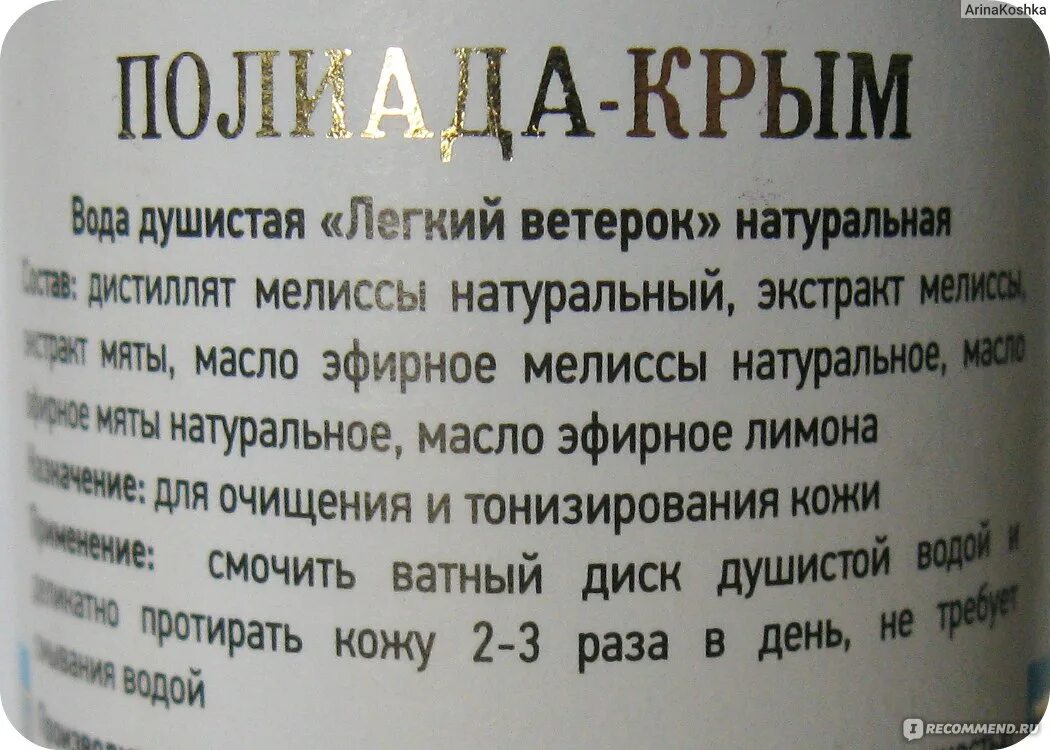 ArinaKoshka
ПОЛИАДА-КРЫМ
Вода душистая «Легкий ветерок» натуральная
Состав: дистиллят мелиссы натуральный, экстракт мелиссы,
экстракт мяты, масло эфирное мелиссы натуральное, масло
эфирное мяты натуральное, масло эфирное лимона
Назначение: для очищения и тонизирования кожи
Применение: смочить ватный диск душистой водой и
деликатно протирать кожу 2-3 раза в день, не требует
смывания водой
RECOMMEND.RU